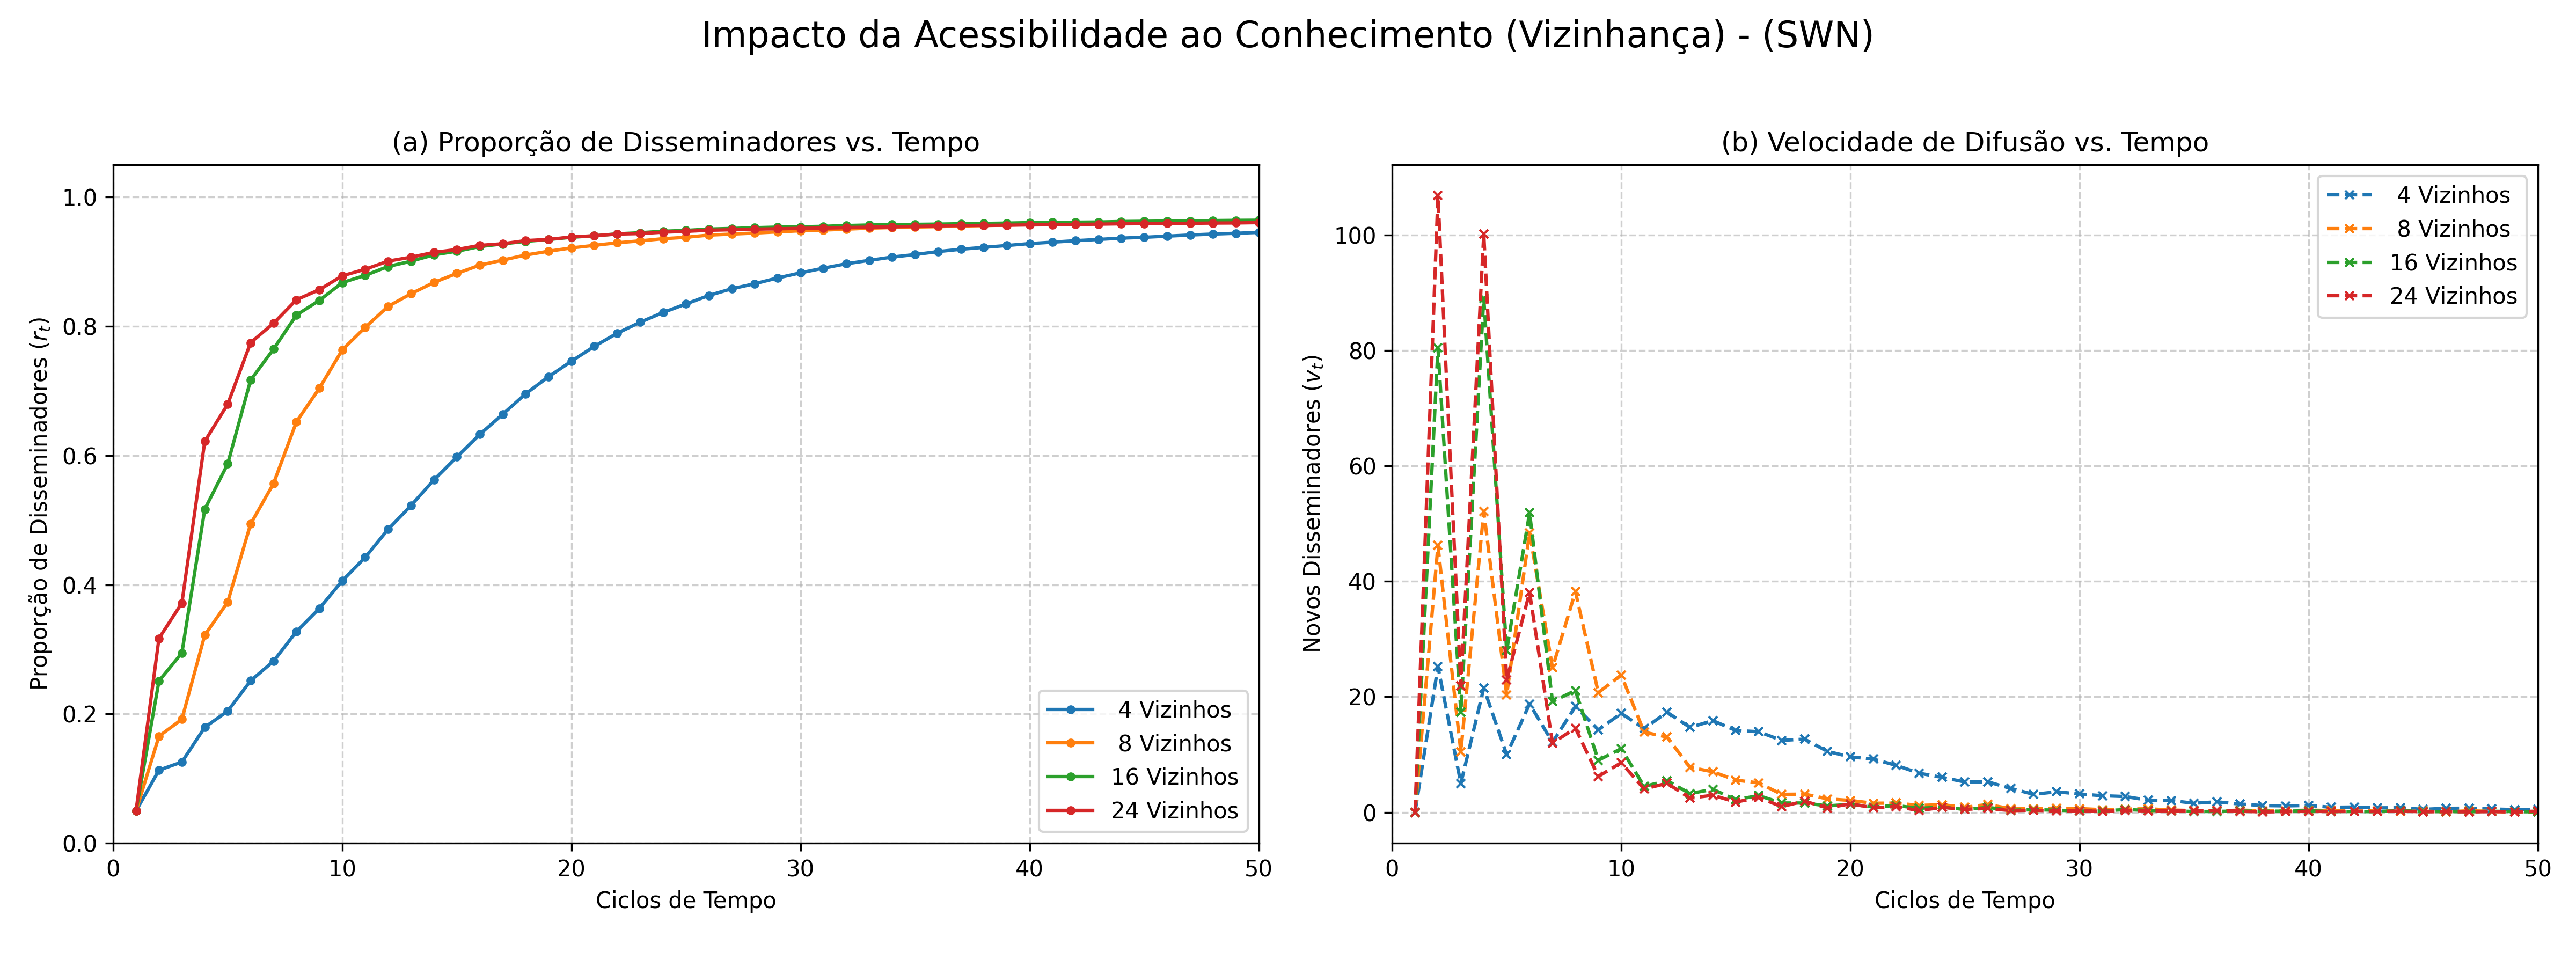 Impacto da Acessibilidade ao Conhecimento (Vizinhança) - (SWN)
(a) Proporção de Disseminadores vs. Tempo
Proporção de Disseminadores (rₜ)
1.0
0.8
0.6
0.4
0.2
0.0
4 Vizinhos
8 Vizinhos
16 Vizinhos
24 Vizinhos
0 10 20 30 40 50
Ciclos de Tempo
(b) Velocidade de Difusão vs. Tempo
Novos Disseminadores (vₜ)
100
80
60
40
20
0
4 Vizinhos
8 Vizinhos
16 Vizinhos
24 Vizinhos
0 10 20 30 40 50
Ciclos de Tempo